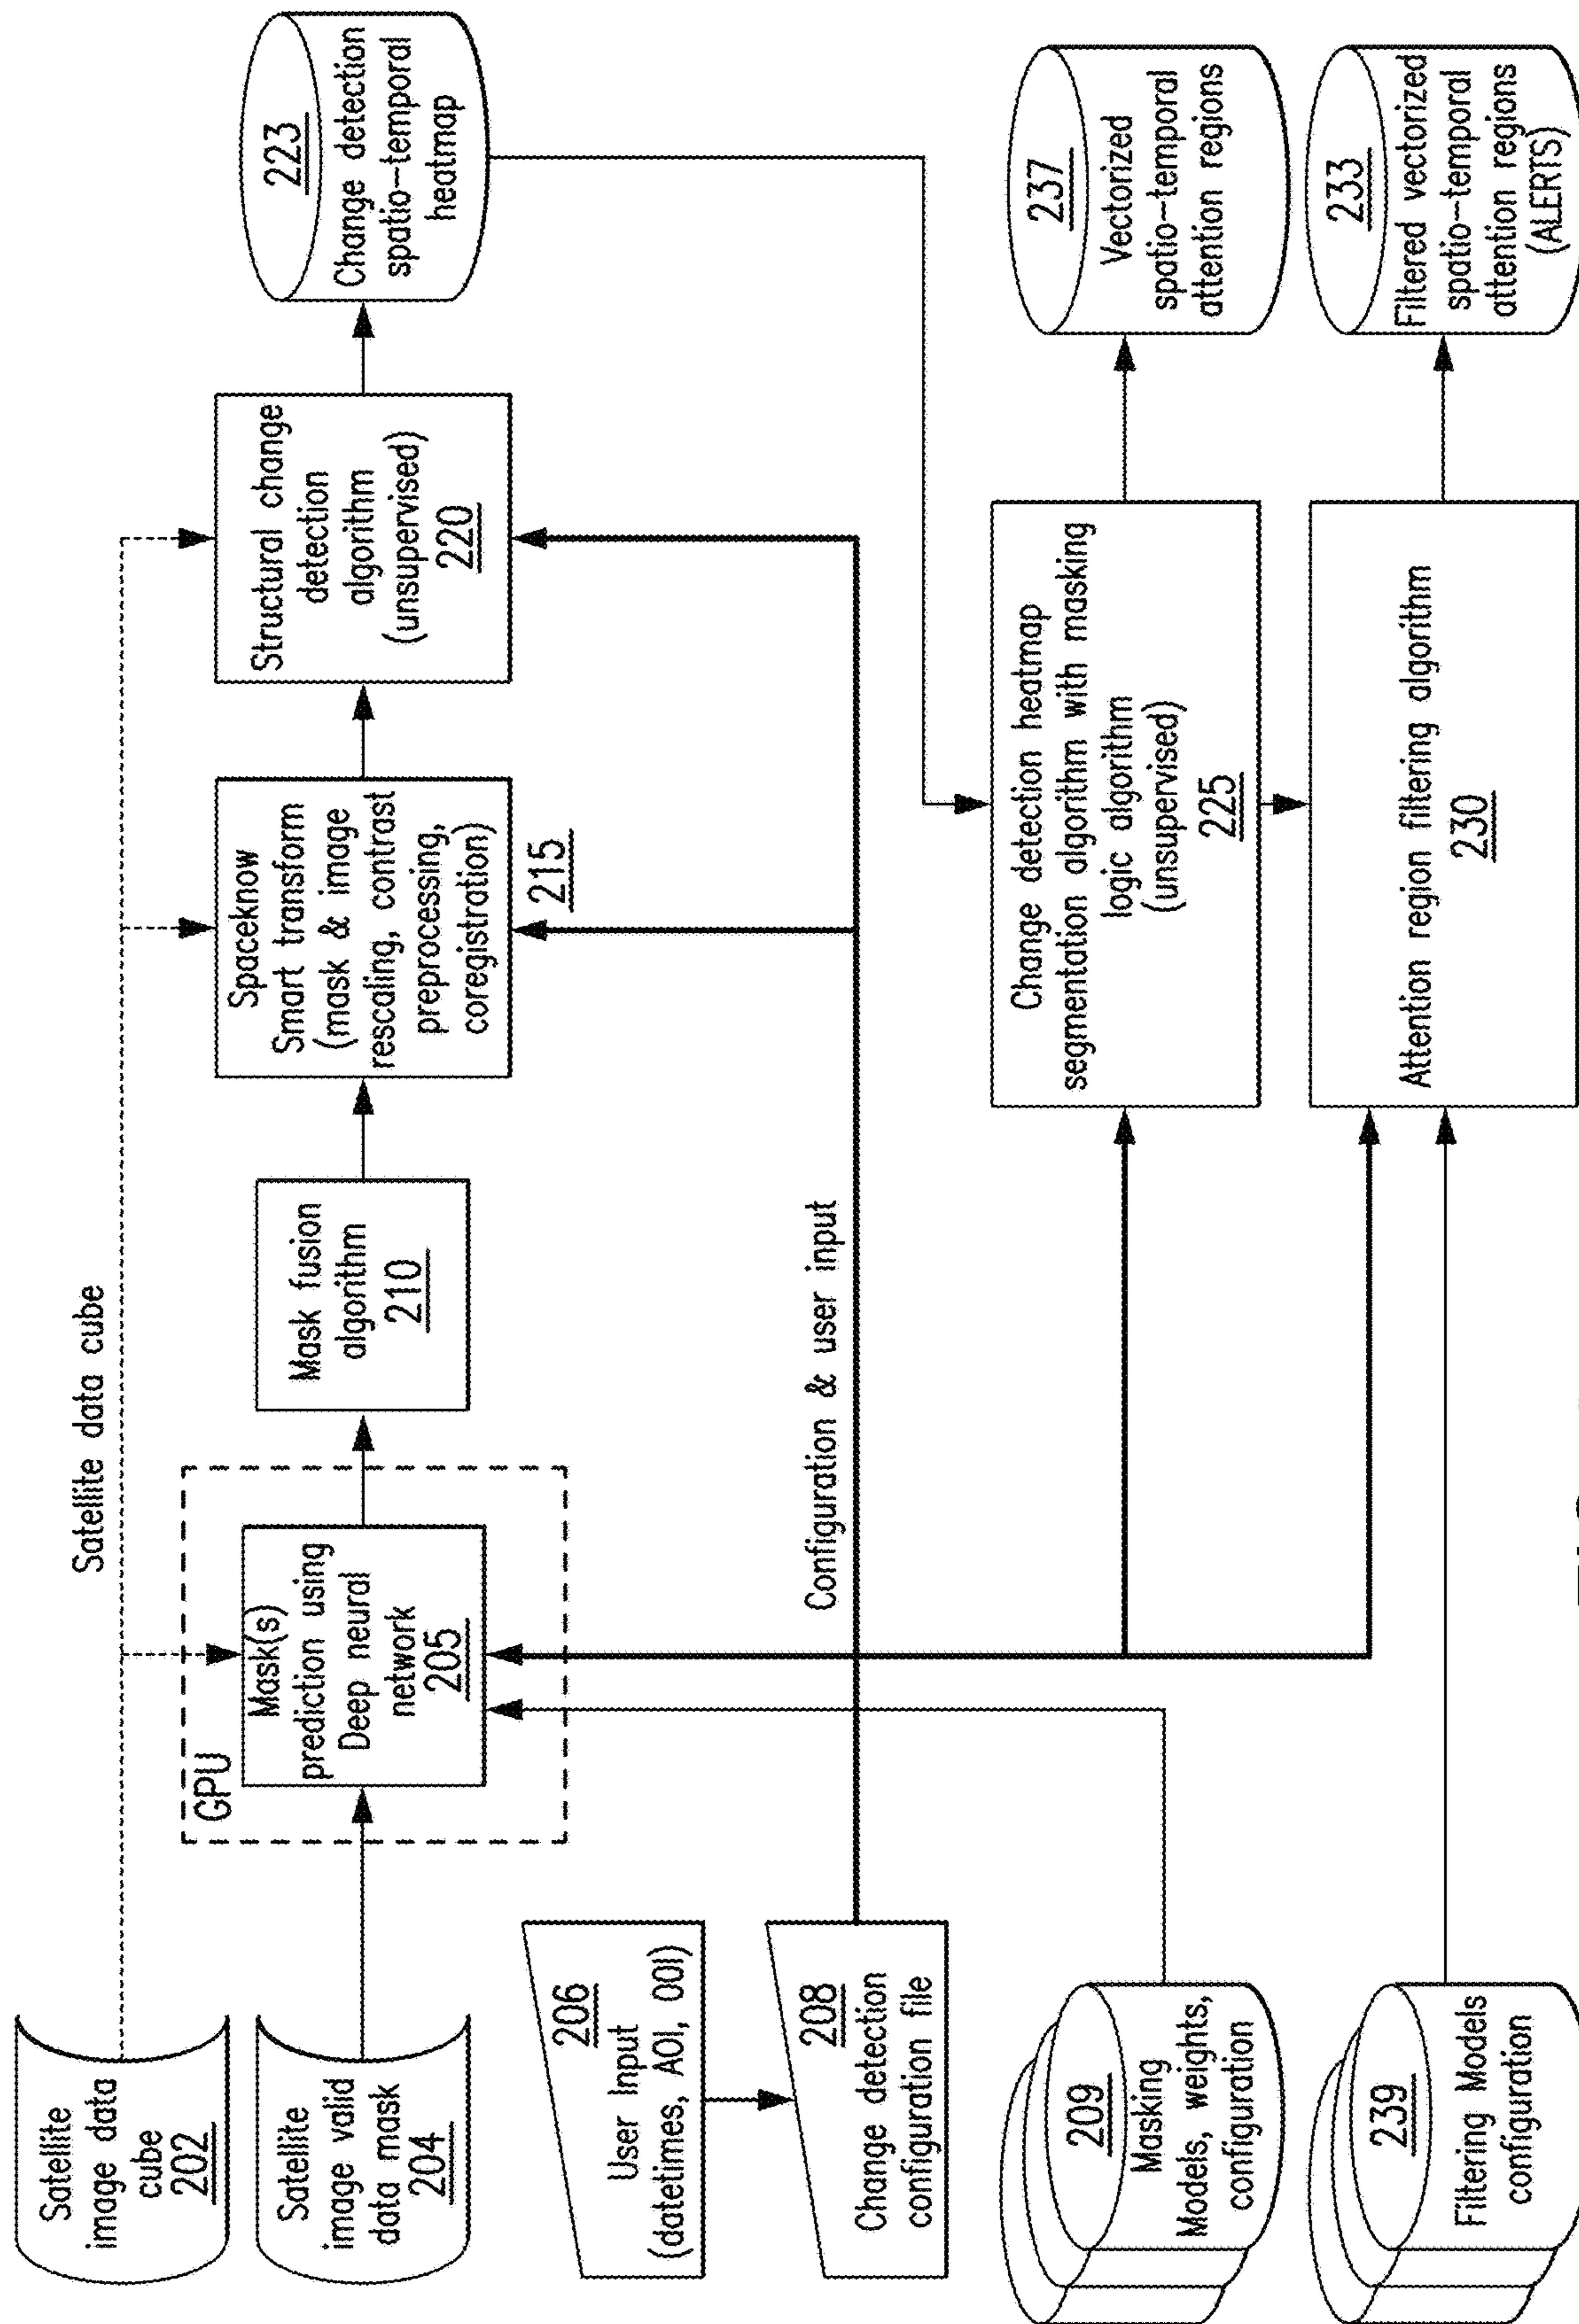 Satellite data cube
Satellite
image data
cube
202
Satellite
image valid
data mask
204
GPU
Mask(s)
prediction using
Deep neural
network
205
Mask fusion
algorithm
210
Spaceknow
Smart transform
(mask & image
rescaling, contrast
preprocessing,
coregistration)
215
Structural change
detection
algorithm
(unsupervised)
220
223
Change detection
spatio-temporal
heatmap
206
User Input
(datetimes, AOI, OOI)
208
Change detection
configuration file
Configuration & user input
209
Masking
Models, weights,
configuration
Change detection heatmap
segmentation algorithm with masking
logic algorithm
(unsupervised)
225
237
Vectorized
spatio-temporal
attention regions
239
Filtering Models
configuration
Attention region filtering algorithm
230
233
Filtered vectorized
spatio-temporal
attention regions
(ALERTS)